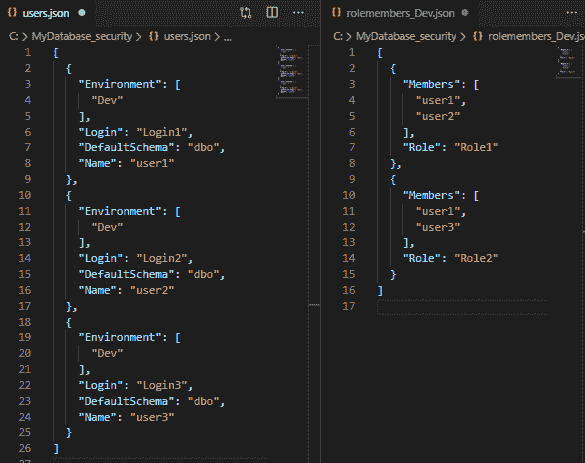 users.json
C: > MyDatabase_security > users.json > ...
1 [
2 {
3 "Environment": [
4 "Dev"
5 ],
6 "Login": "Login1",
7 "DefaultSchema": "dbo",
8 "Name": "user1"
9 },
10 {
11 "Environment": [
12 "Dev"
13 ],
14 "Login": "Login2",
15 "DefaultSchema": "dbo",
16 "Name": "user2"
17 },
18 {
19 "Environment": [
20 "Dev"
21 ],
22 "Login": "Login3",
23 "DefaultSchema": "dbo",
24 "Name": "user3"
25 }
26 ]
27
rolemembers_Dev.json
C: > MyDatabase_security > rolemembers_Dev.js
1 [
2 {
3 "Members": [
4 "user1",
5 "user2"
6 ],
7 "Role": "Role1"
8 },
9 {
10 "Members": [
11 "user1",
12 "user3"
13 ],
14 "Role": "Role2"
15 }
16 ]
17